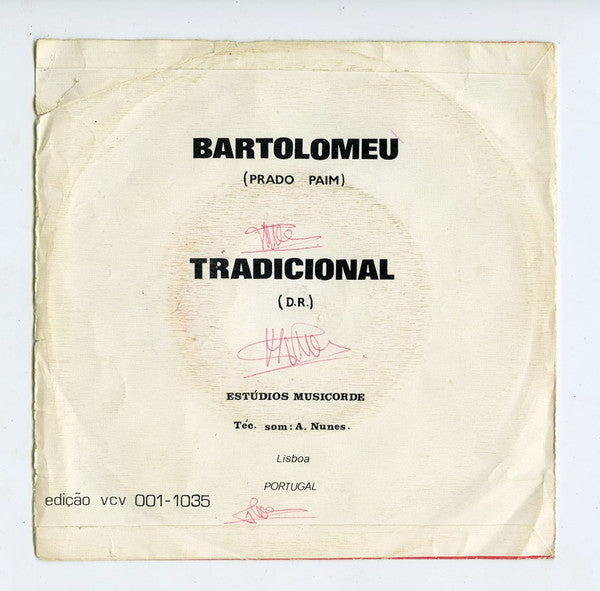 BARTOLOMEU
(PRADO PAIM)
TRADICIONAL
(D.R.)
ESTÚDIOS MUSICORDE
Téc. som: A. Nunes.
Lisboa
PORTUGAL
edição vcv 001-1035